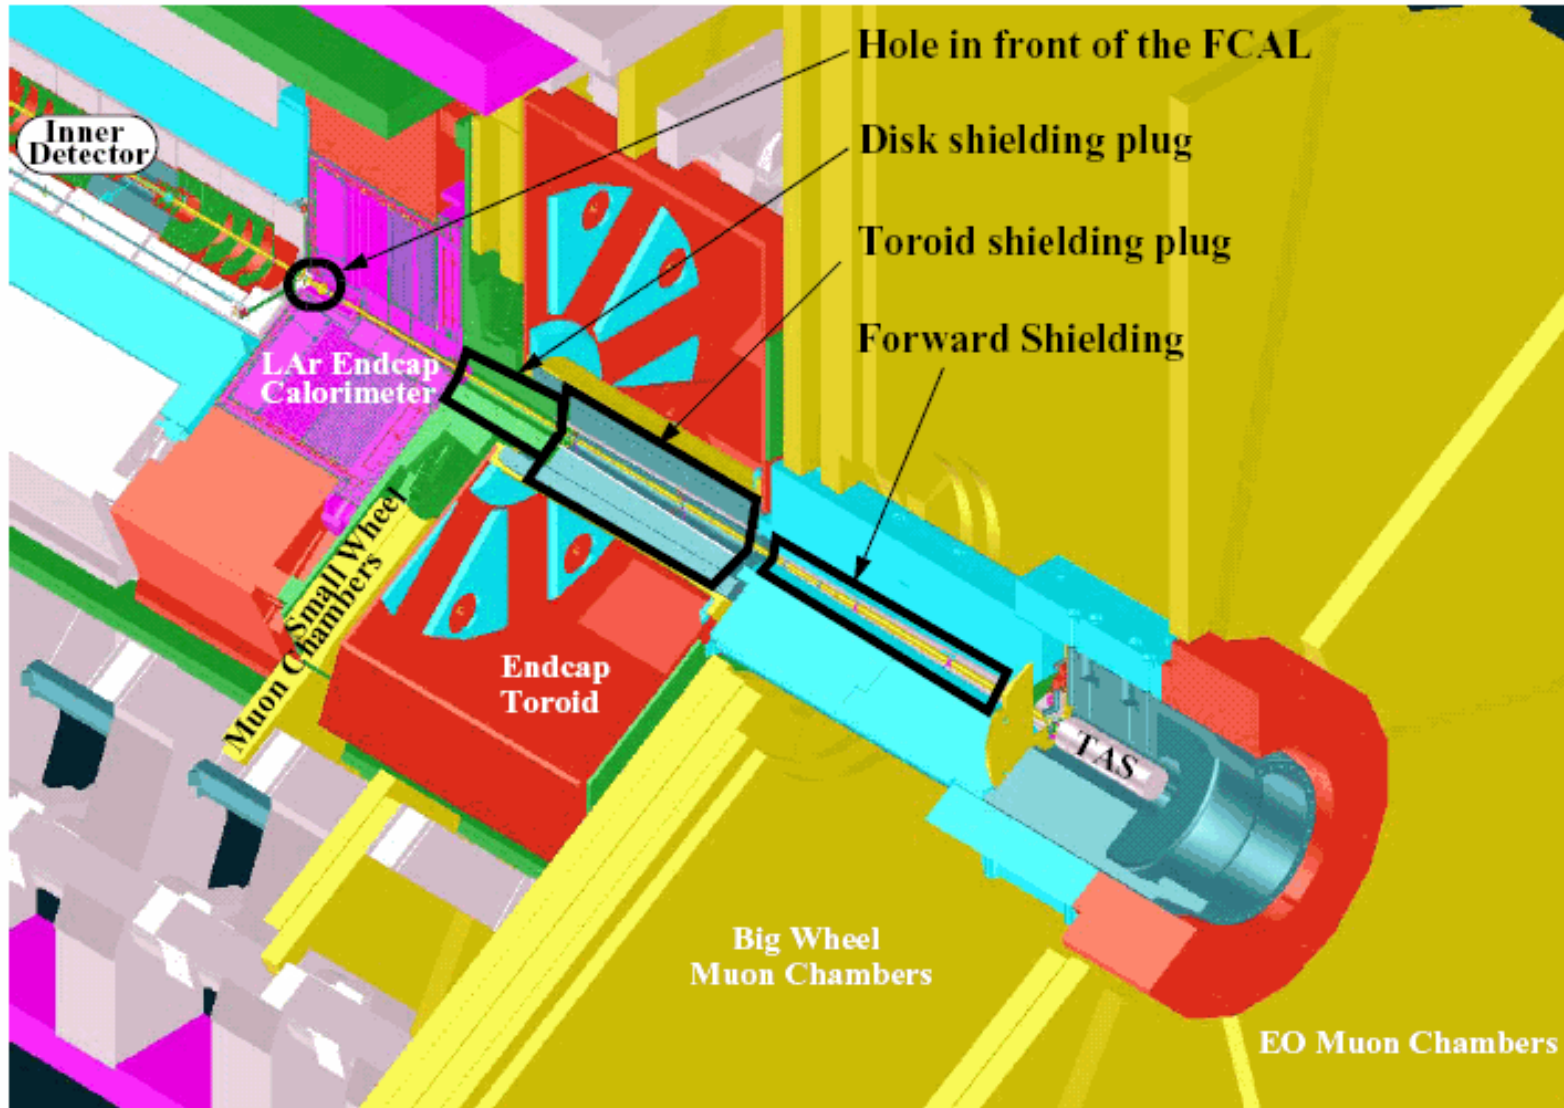 Hole in front of the FCAL
Inner
Detector
Disk shielding plug
Toroid shielding plug
Forward Shielding
LAr Endcap
Calorimeter
Small Wheel
Muon Chambers
Endcap
Toroid
TAS
Big Wheel
Muon Chambers
EO Muon Chambers